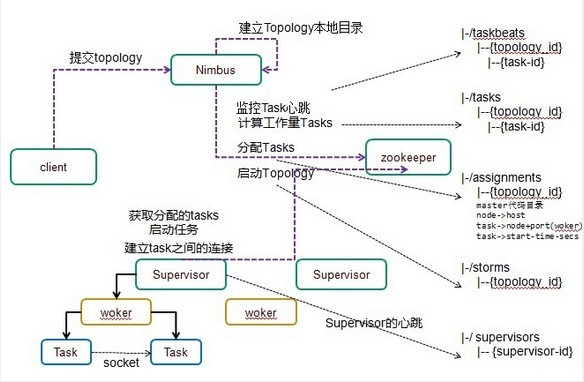 建立Topology本地目录
提交topology
Nimbus
监控Task心跳
计算工作量Tasks
分配Tasks
启动Topology
client
zookeeper
获取分配的tasks
启动任务
建立task之间的连接
Supervisor
Supervisor
woker
woker
Supervisor的心跳
Task
Task
socket
|-/taskbeats
|--{topology_id}
|--{task-id}
|-/tasks
|--{topology_id}
|--{task-id}
|-/assignments
|--{topology_id}
master代码目录
node->host
task->node+port(woker)
task->start-time-secs
|-/storms
|--{topology_id}
|-/ supervisors
|-- {supervisor-id}